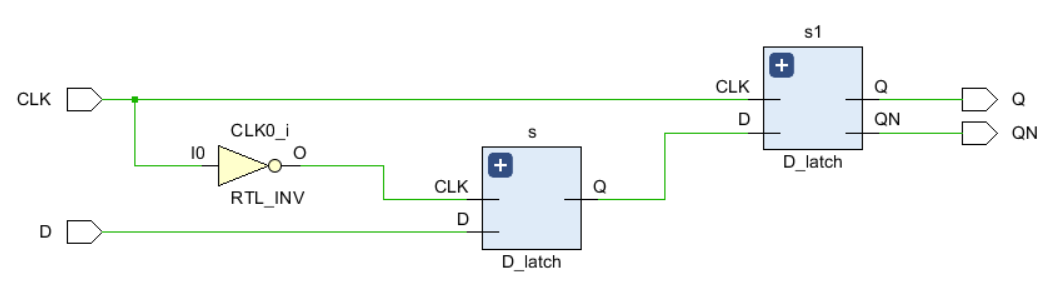 s1
CLK
CLK
Q
Q
D
QN
QN
CLK0_i
s
D_latch
I0
O
RTL_INV
CLK
Q
D
D
D_latch